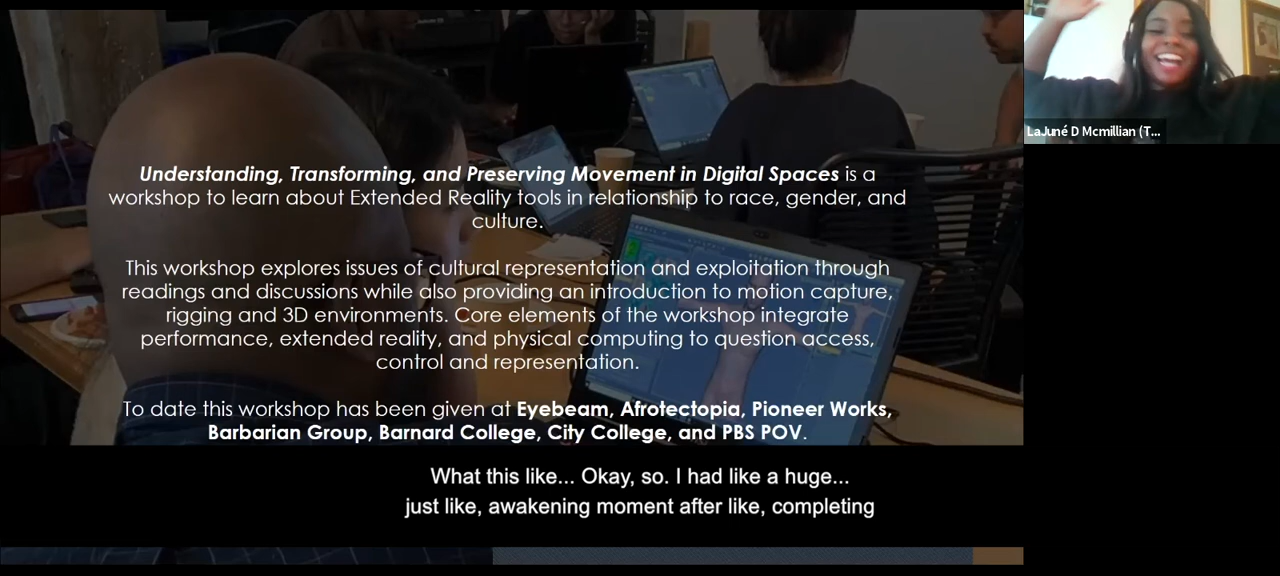 Understanding, Transforming, and Preserving Movement in Digital Spaces is a
workshop to learn about Extended Reality tools in relationship to race, gender, and
culture.
This workshop explores issues of cultural representation and exploitation through
readings and discussions while also providing an introduction to motion capture,
rigging and 3D environments. Core elements of the workshop integrate
performance, extended reality, and physical computing to question access,
control and representation.
To date this workshop has been given at Eyebeam, Afrotectopia, Pioneer Works,
Barbarian Group, Barnard College, City College, and PBS POV.
What this like... Okay, so. I had like a huge...
just like, awakening moment after like, completing
LaJuné D Mcmillian (T...